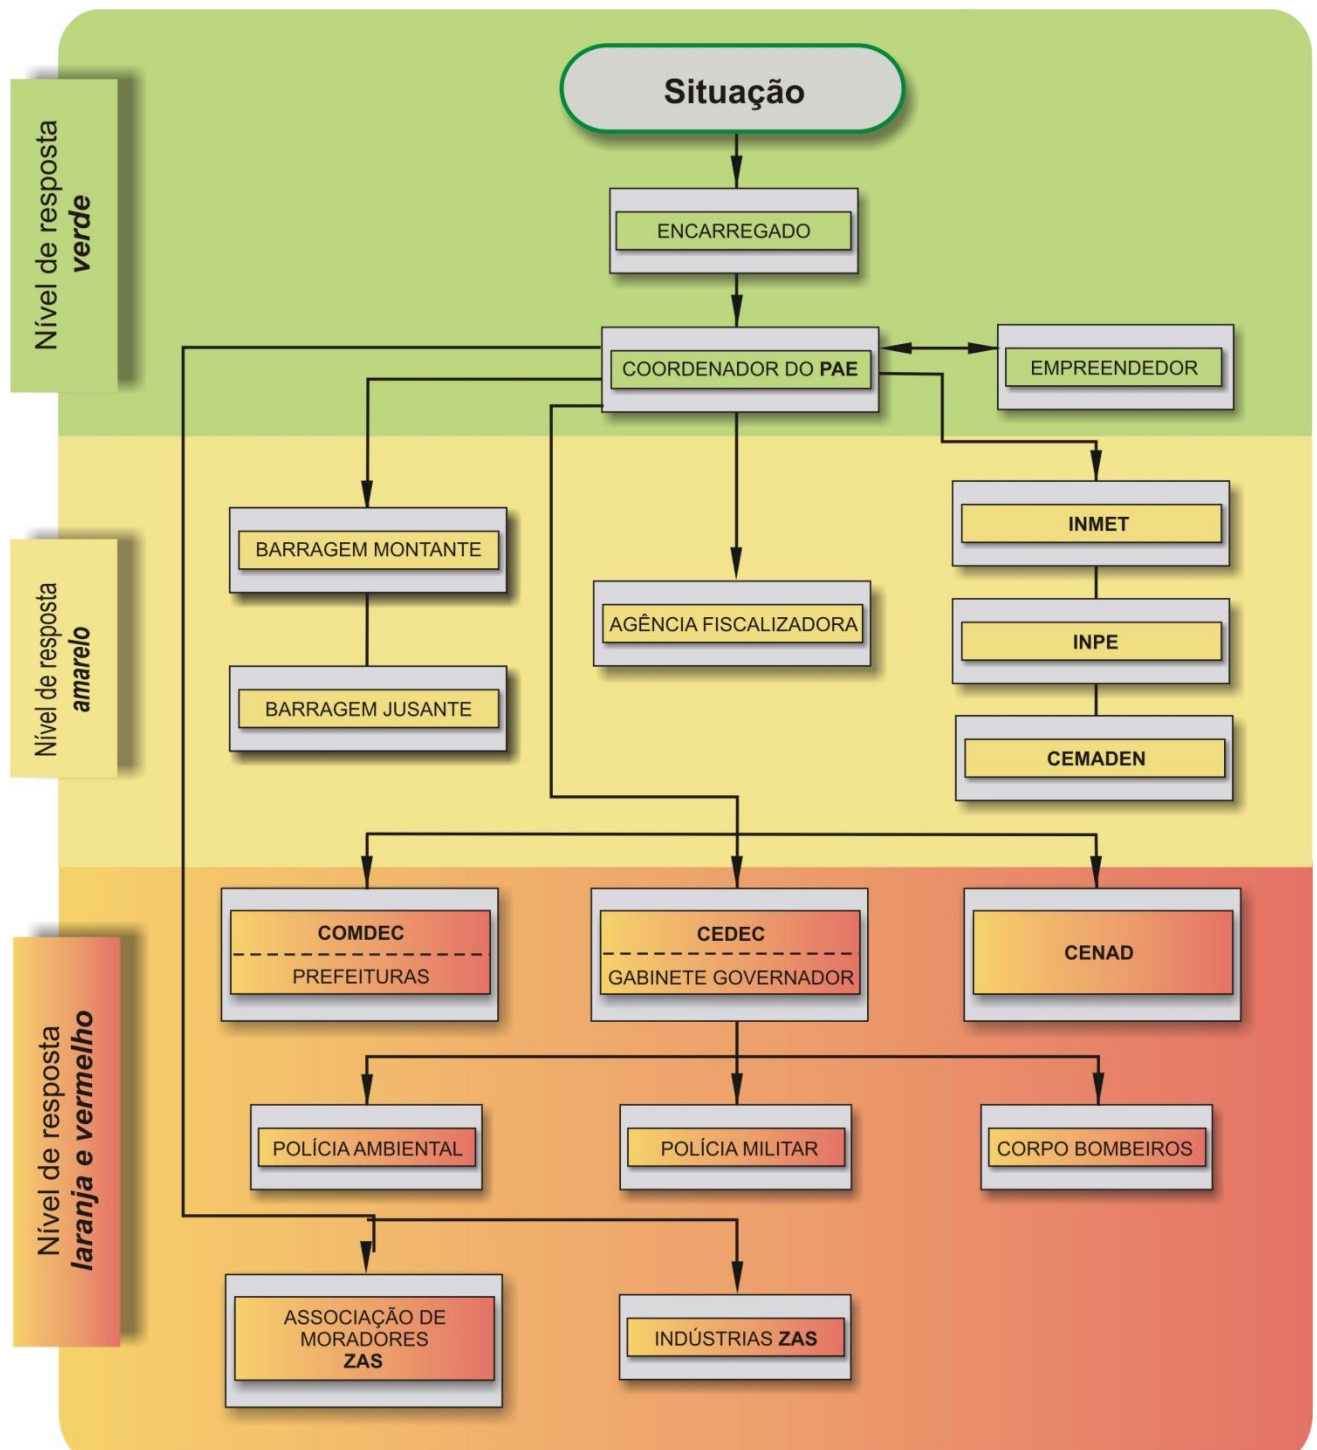 Situação
Nível de resposta
verde
ENCARREGADO
COORDENADOR DO PAE
EMPREENDEDOR
Nível de resposta
amarelo
BARRAGEM MONTANTE
BARRAGEM JUSANTE
AGÊNCIA FISCALIZADORA
INMET
INPE
CEMADEN
Nível de resposta
laranja e vermelho
COMDEC
PREFEITURAS
CEDEC
GABINETE GOVERNADOR
CENAD
POLÍCIA AMBIENTAL
POLÍCIA MILITAR
CORPO BOMBEIROS
ASSOCIAÇÃO DE
MORADORES
ZAS
INDÚSTRIAS ZAS